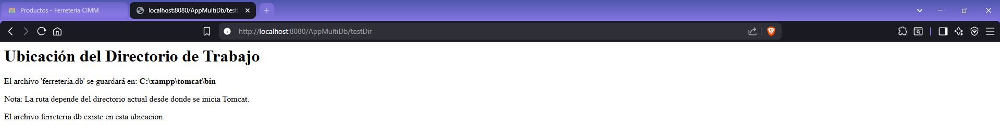 Productos - Ferretería CIMM
localhost:8080/AppMultiDb/testD
http://localhost:8080/AppMultiDb/testDir
Ubicación del Directorio de Trabajo
El archivo 'ferreteria.db' se guardará en: C:\xampp\tomcat\bin
Nota: La ruta depende del directorio actual desde donde se inicia Tomcat.
El archivo ferreteria.db existe en esta ubicacion.